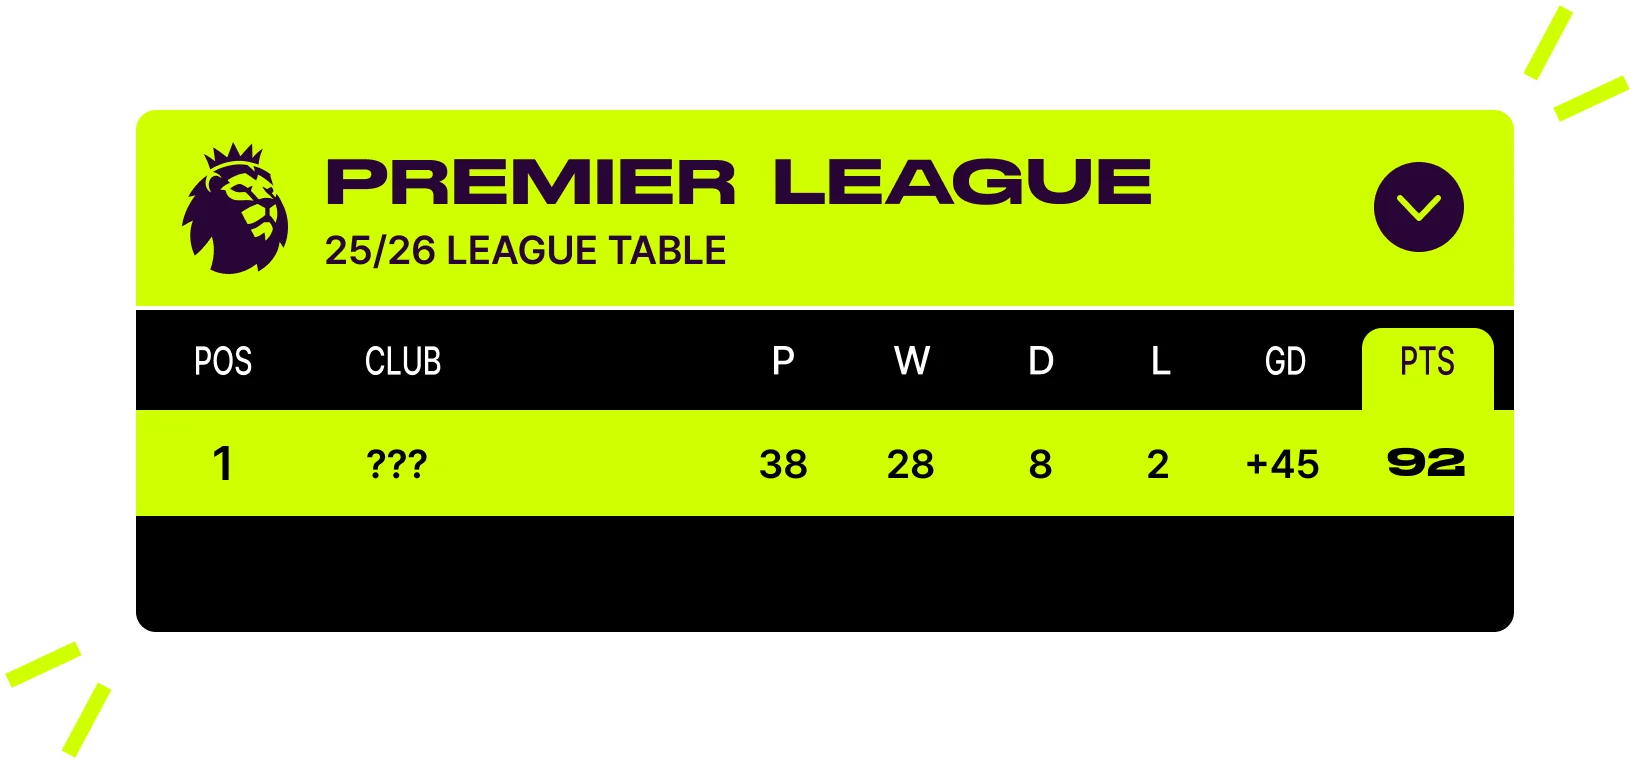 PREMIER LEAGUE
25/26 LEAGUE TABLE
POS CLUB P W D L GD PTS
1 ??? 38 28 8 2 +45 92